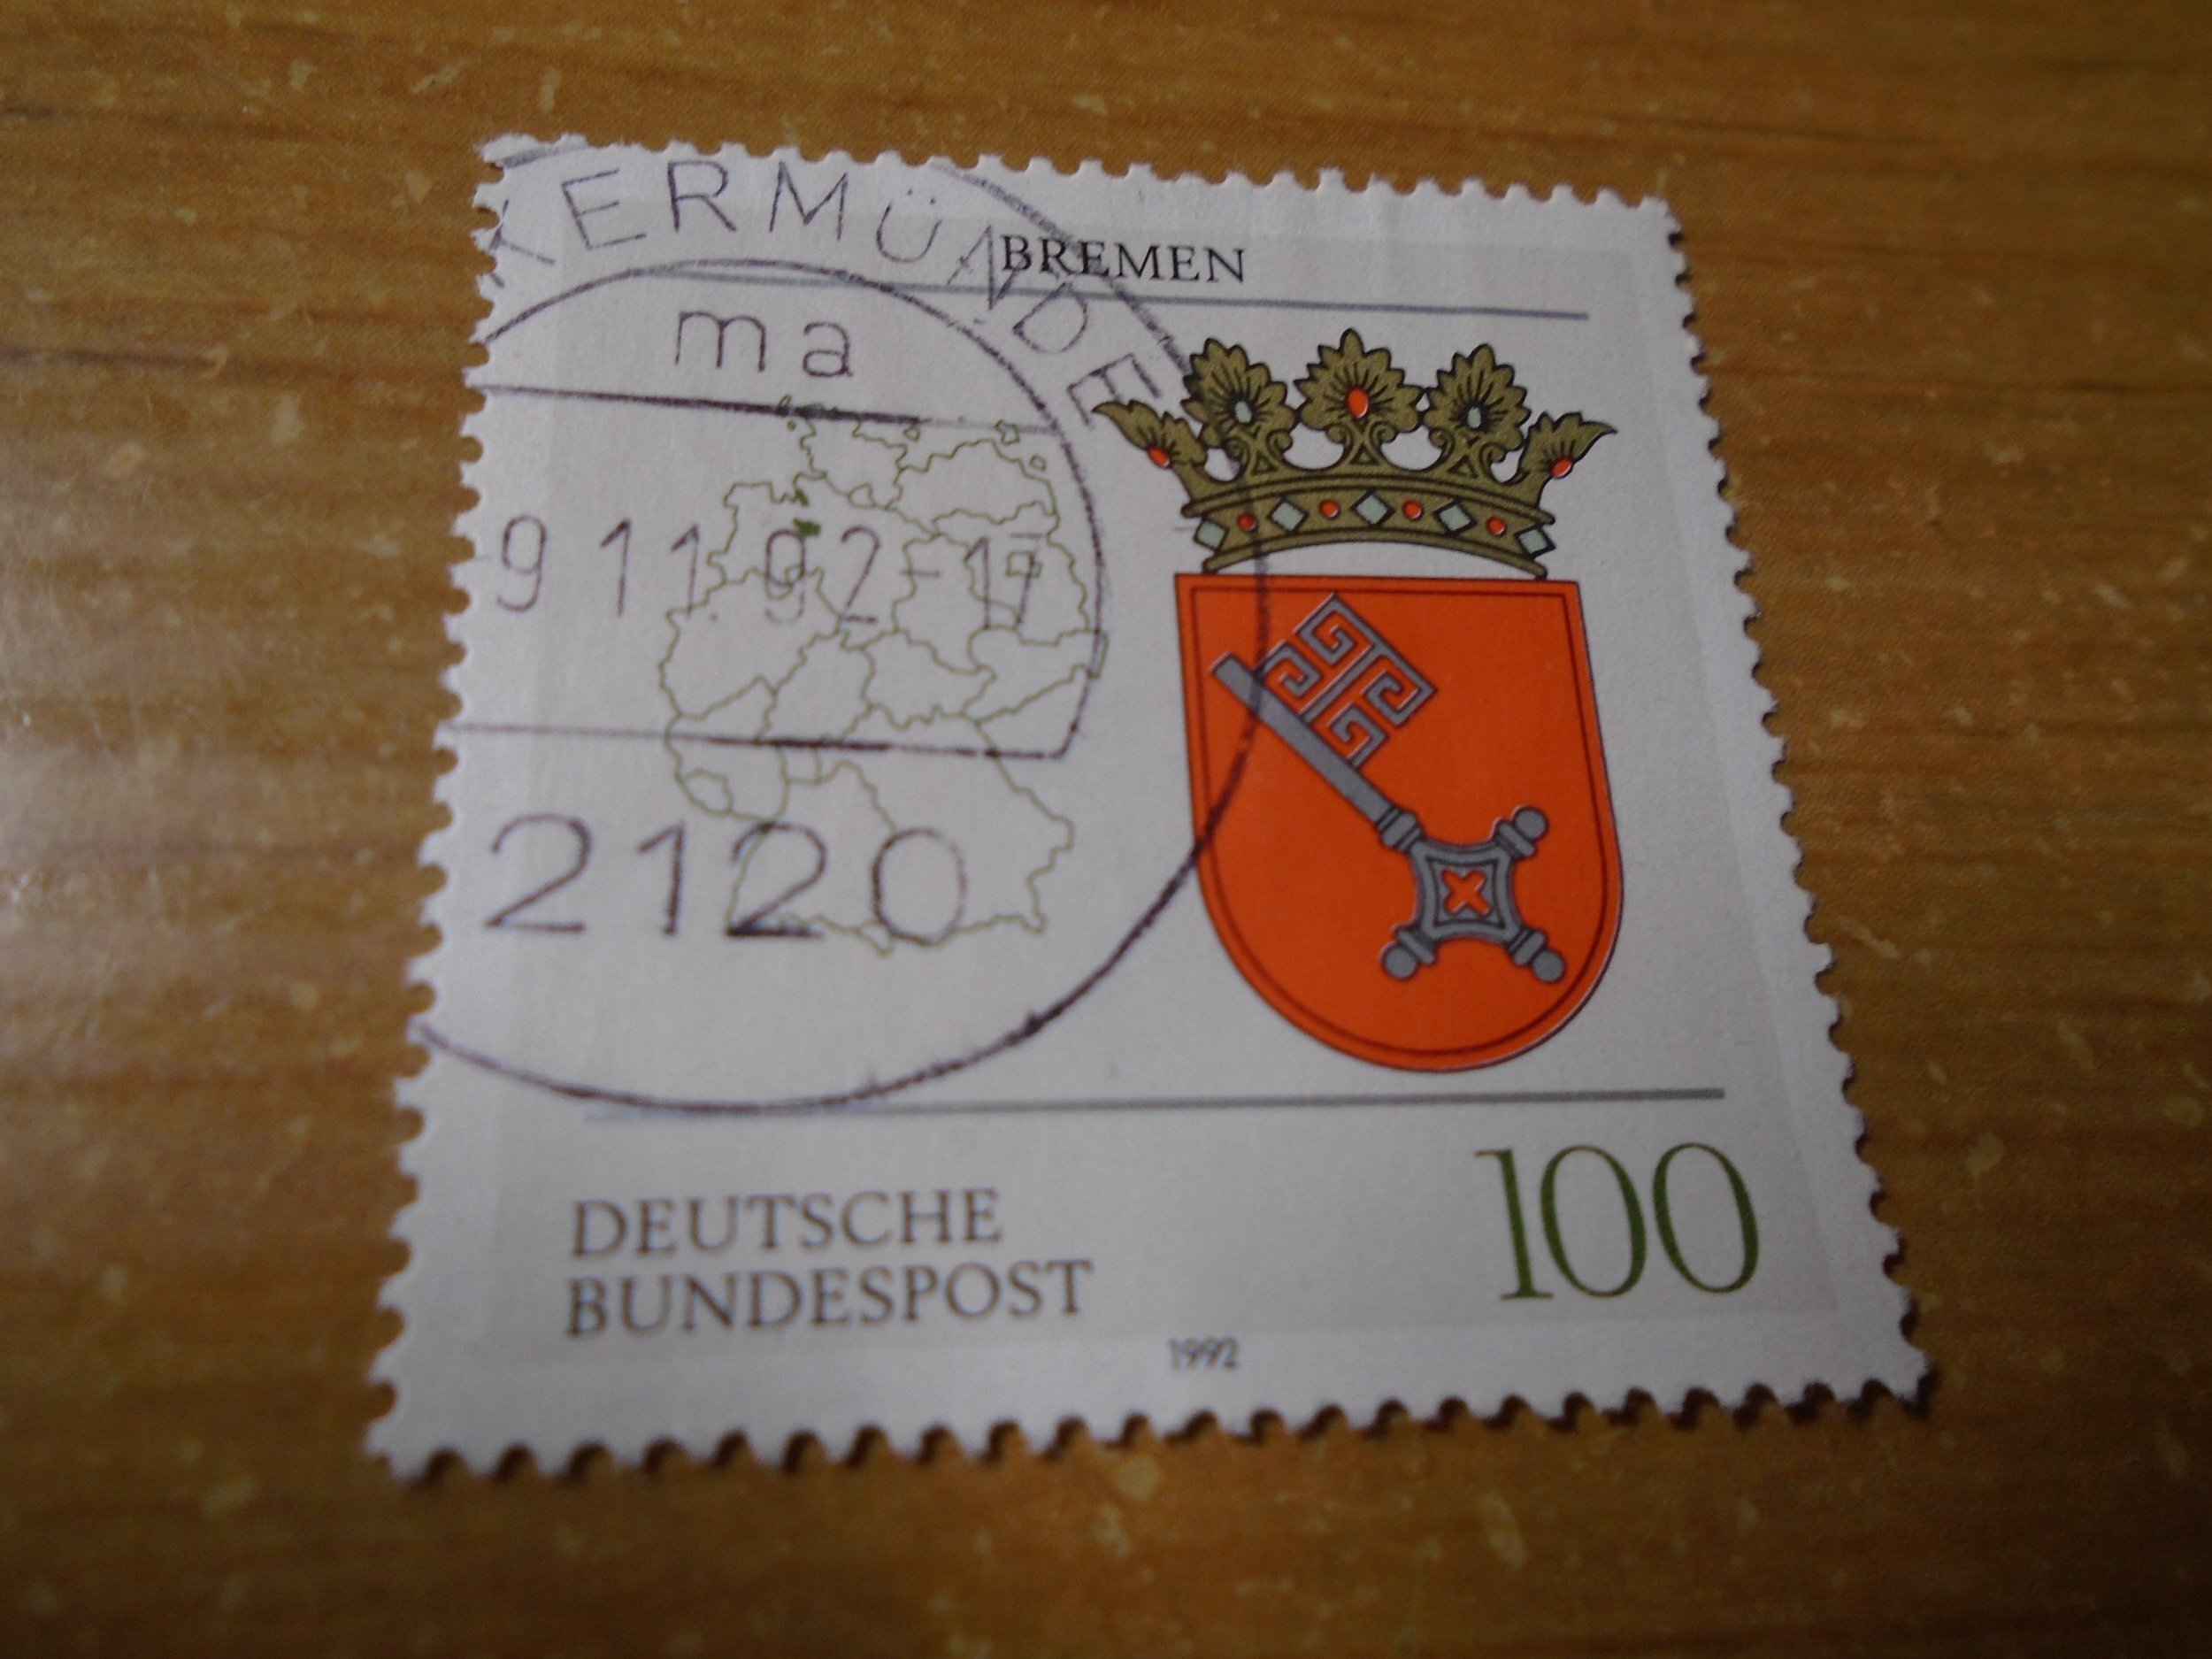 KERMÜNDE
BREMEN
ma
9 11.92-17
2120
DEUTSCHE
BUNDESPOST
100
1992